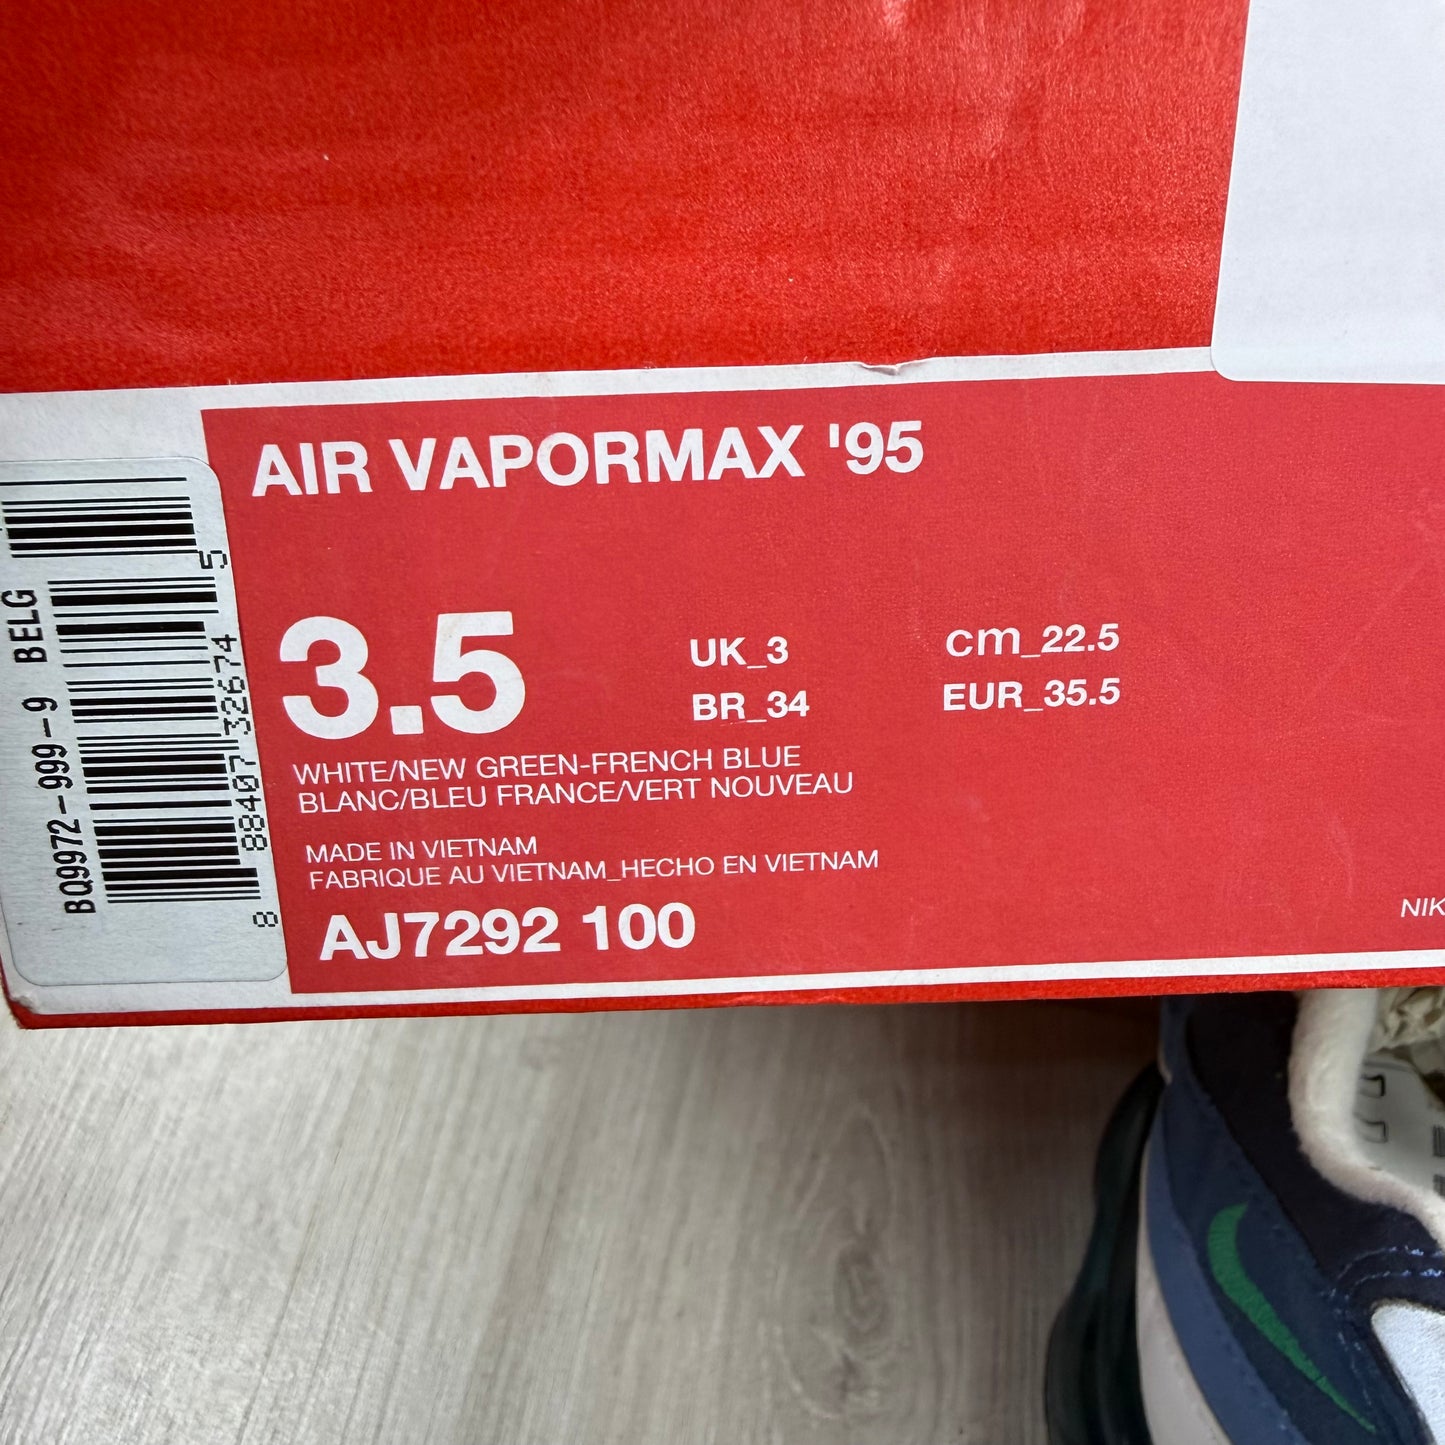 AIR VAPORMAX '95
3.5
UK_3
cm_22.5
BR_34
EUR_35.5
WHITE/NEW GREEN-FRENCH BLUE
BLANC/BLEU FRANCE/VERT NOUVEAU
MADE IN VIETNAM
FABRIQUE AU VIETNAM_HECHO EN VIETNAM
AJ7292 100
NIK
BQ9972-999-9 BELG
8 88407 32674 5